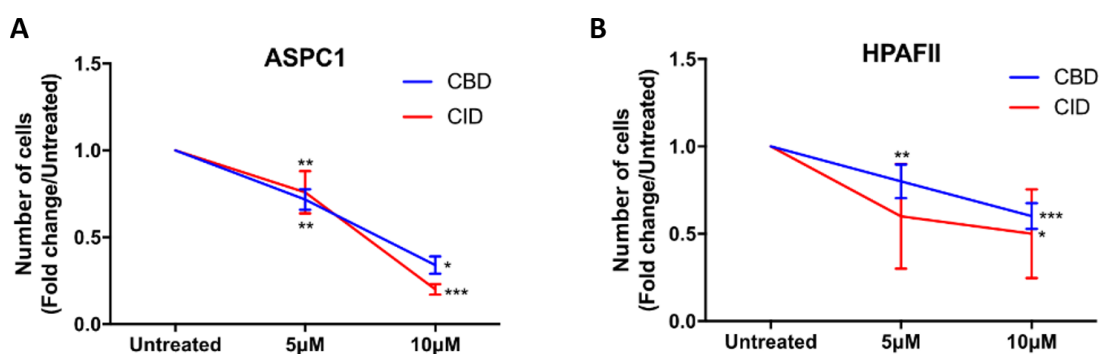 A
ASPC1
Number of cells
(Fold change/Untreated)
1.5
1.0
0.5
0.0
CBD
CID
**
**
*
***
Untreated
5µM
10µM
B
HPAFII
Number of cells
(Fold change/Untreated)
1.5
1.0
0.5
0.0
CBD
CID
**
***
*
Untreated
5µM
10µM